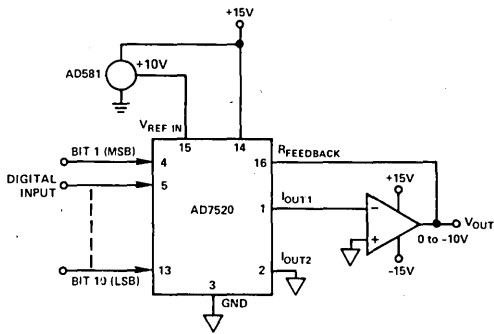 +15V
AD581
+10V
VREF IN
15
14
BIT 1 (MSB)
4
16
RFEEDBACK
DIGITAL
INPUT
5
AD7520
1
IOUT1
+15V
−
+
VOUT
0 to -10V
-15V
BIT 10 (LSB)
13
2
IOUT2
3
GND